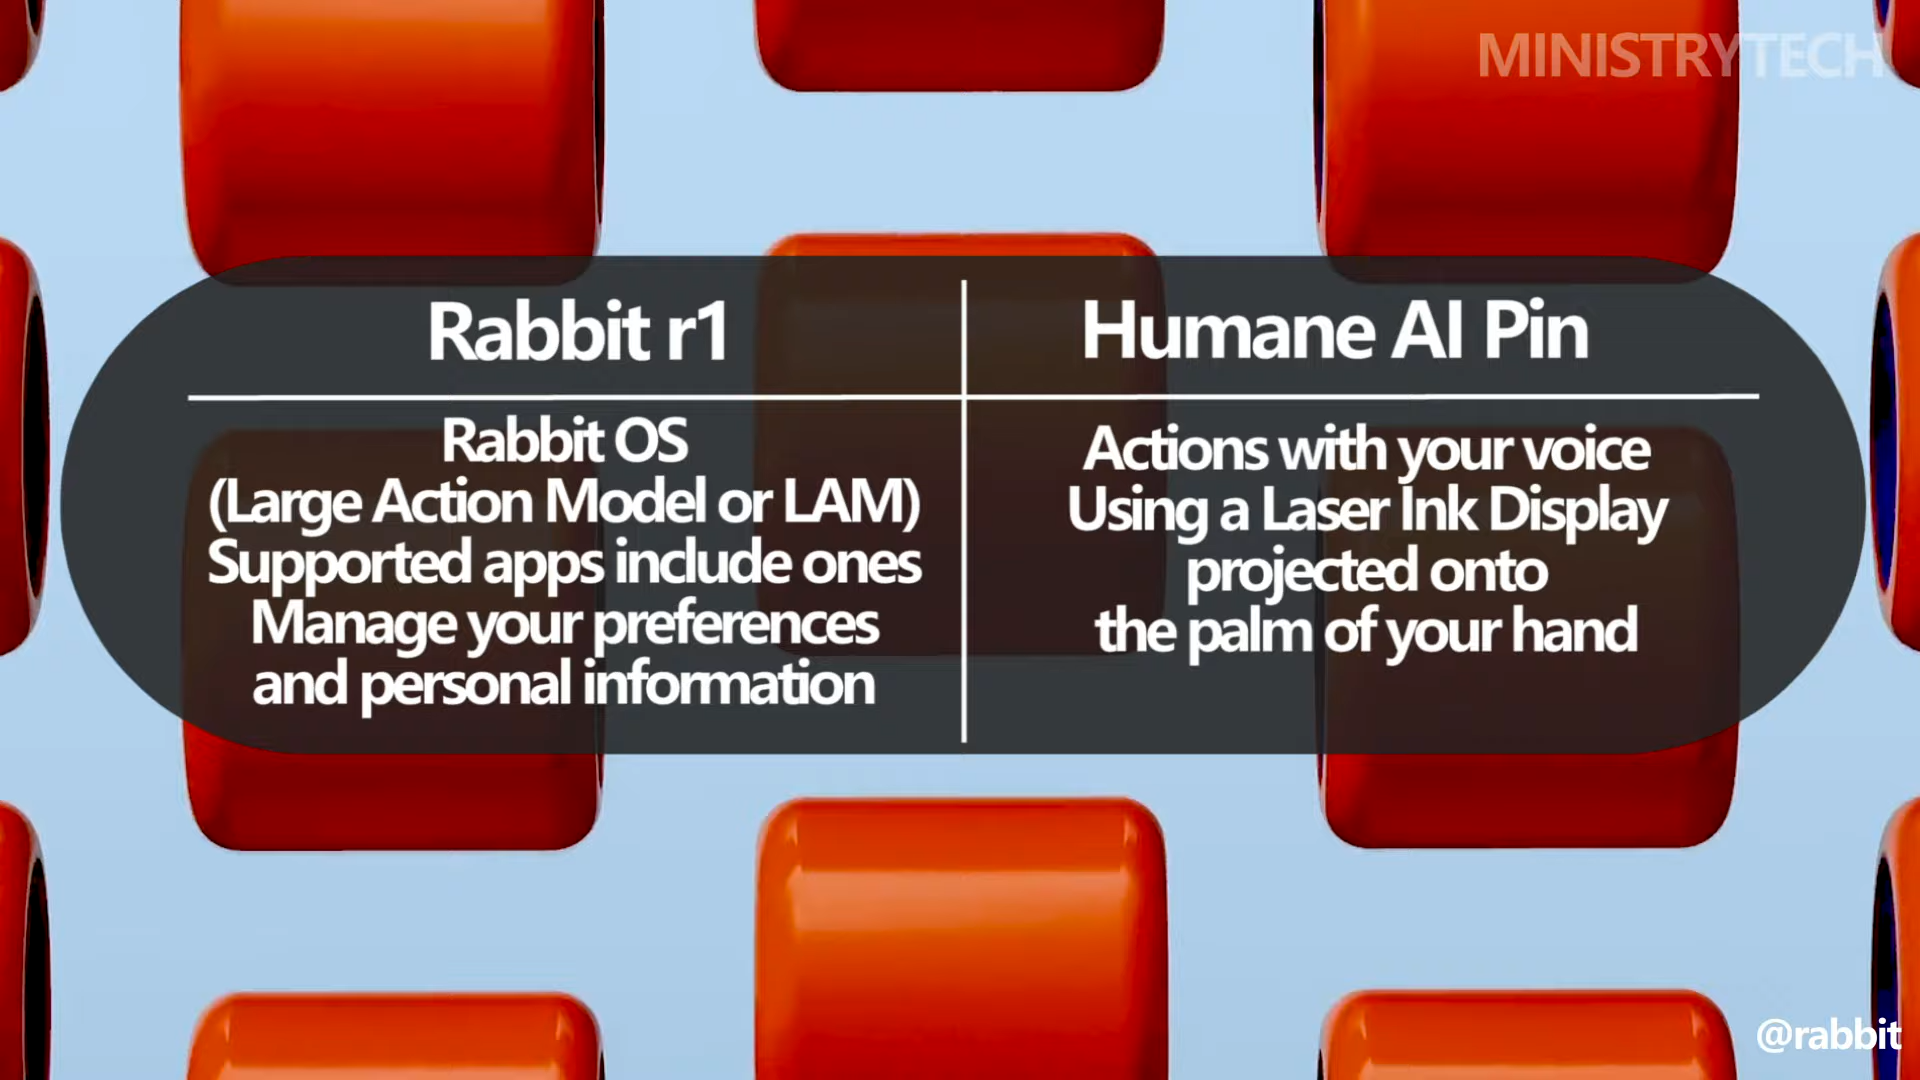 MINISTRYTECH
Rabbit r1
Humane AI Pin
Rabbit OS
(Large Action Model or LAM)
Supported apps include ones
Manage your preferences
and personal information
Actions with your voice
Using a Laser Ink Display
projected onto
the palm of your hand
@rabbit